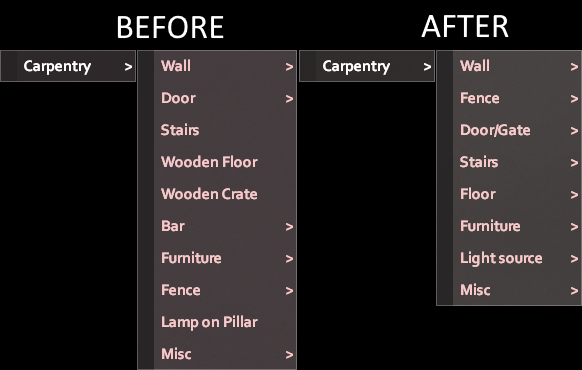 BEFORE
AFTER
Carpentry >
Wall >
Door >
Stairs
Wooden Floor
Wooden Crate
Bar >
Furniture >
Fence >
Lamp on Pillar
Misc >
Carpentry >
Wall >
Fence >
Door/Gate >
Stairs >
Floor >
Furniture >
Light source >
Misc >